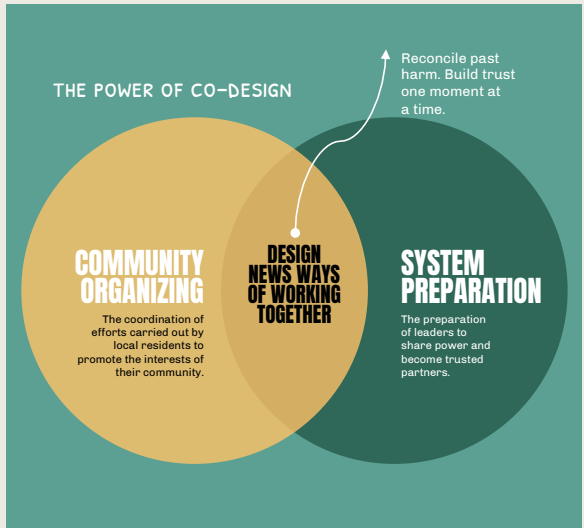 Reconcile past
harm. Build trust
one moment at
a time.
THE POWER OF CO-DESIGN
COMMUNITY
ORGANIZING
The coordination of
efforts carried out by
local residents to
promote the interests of
their community.
DESIGN
NEWS WAYS
OF WORKING
TOGETHER
SYSTEM
PREPARATION
The preparation
of leaders to
share power and
become trusted
partners.